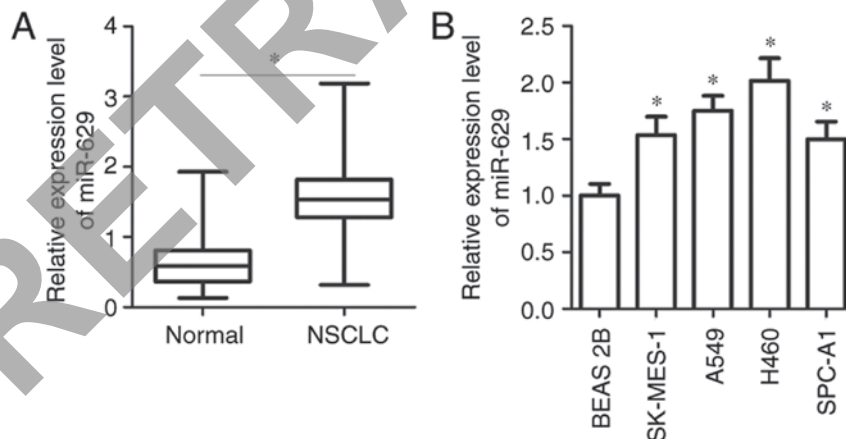 A
Relative expression level
of miR-629
4
3
2
1
0
*
Normal
NSCLC
RETRA
B
Relative expression level
of miR-629
2.5
2.0
1.5
1.0
0.5
0.0
*
*
*
*
BEAS 2B
SK-MES-1
A549
H460
SPC-A1